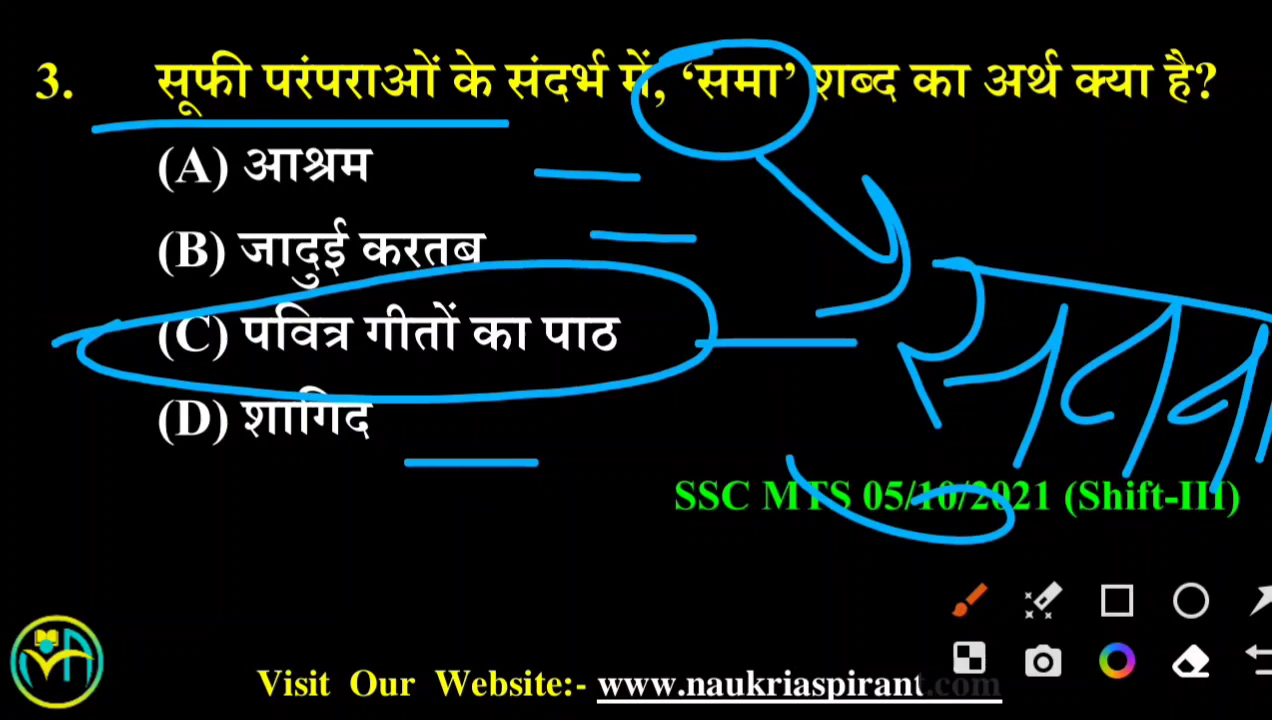 3. सूफी परंपराओं के संदर्भ में, ‘समा’ शब्द का अर्थ क्या है?
(A) आश्रम
(B) जादुई करतब
(C) पवित्र गीतों का पाठ
(D) शागिद
SSC MTS 05/10/2021 (Shift-III)
Visit Our Website:- www.naukriaspirant.com